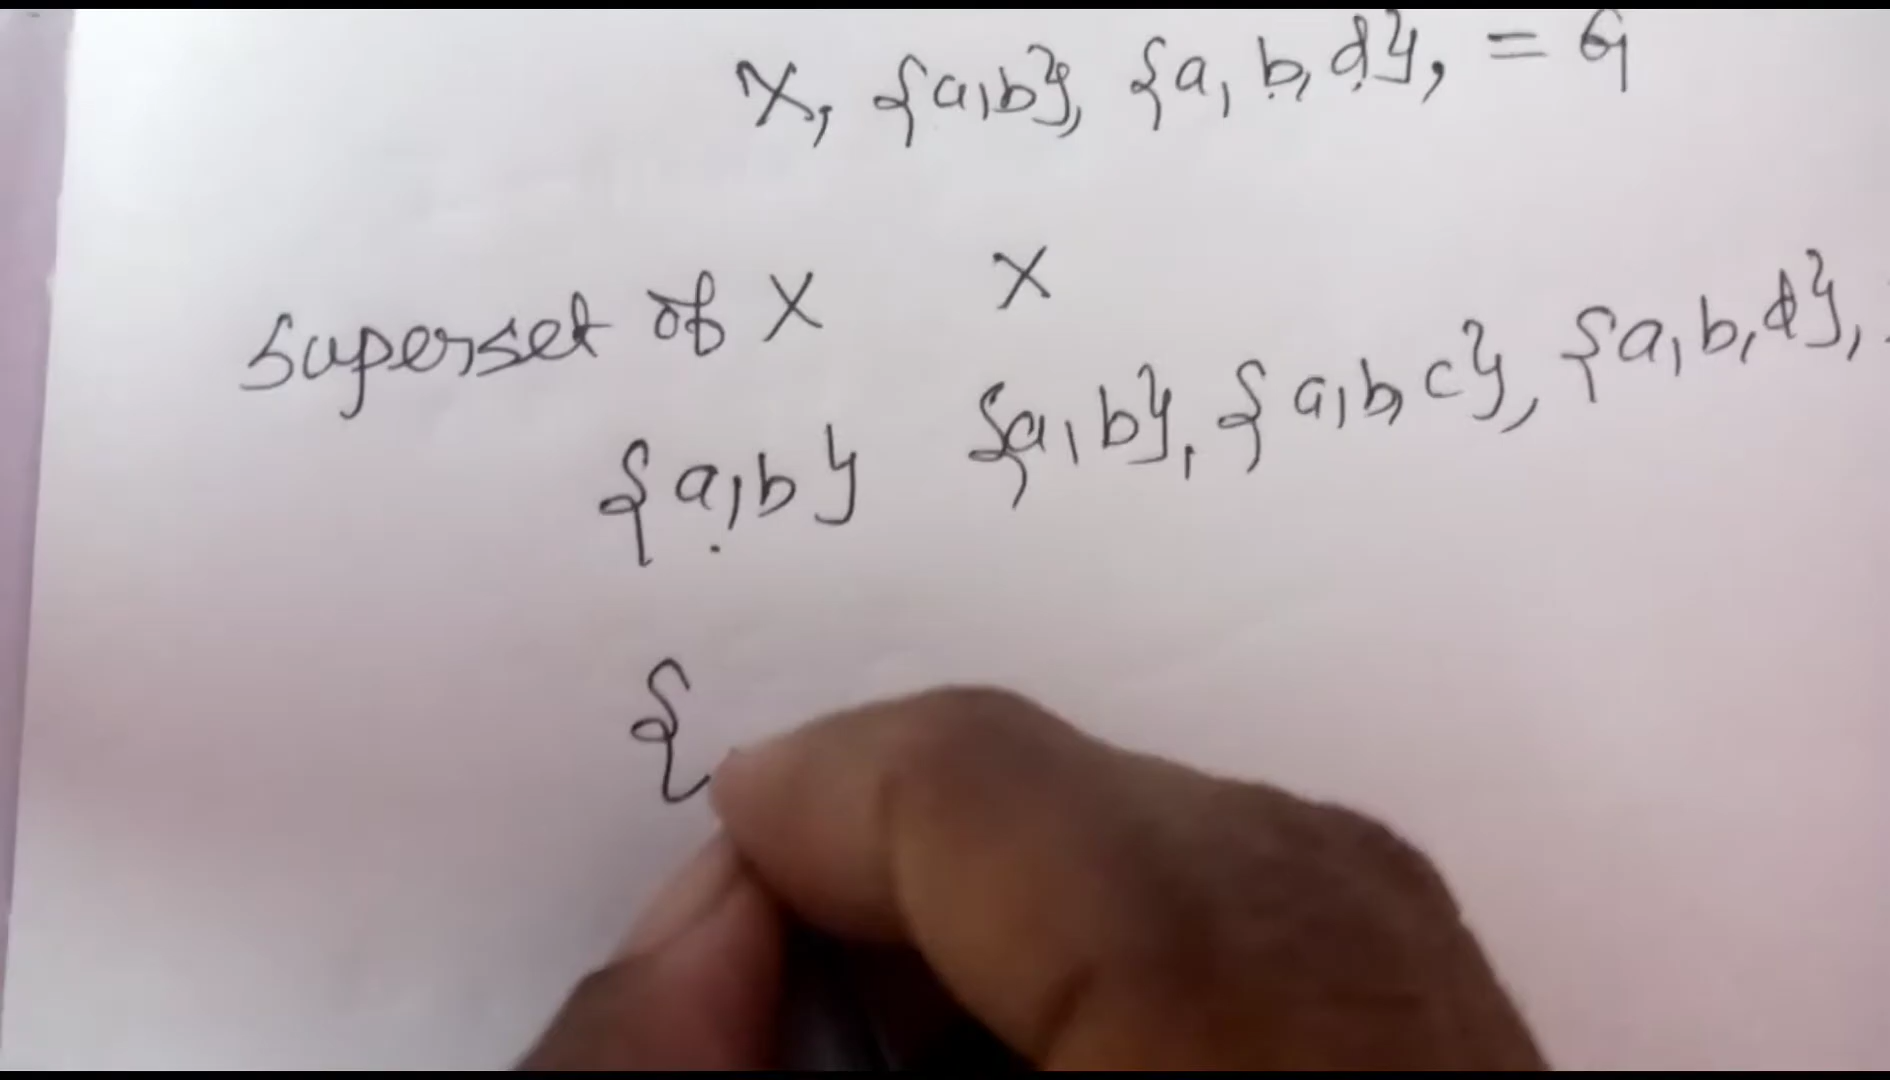 X, {a,b}, {a, b, d}, = G
Superset of X X
{a,b} {a,b}, {a,b,c}, {a,b,d},
{